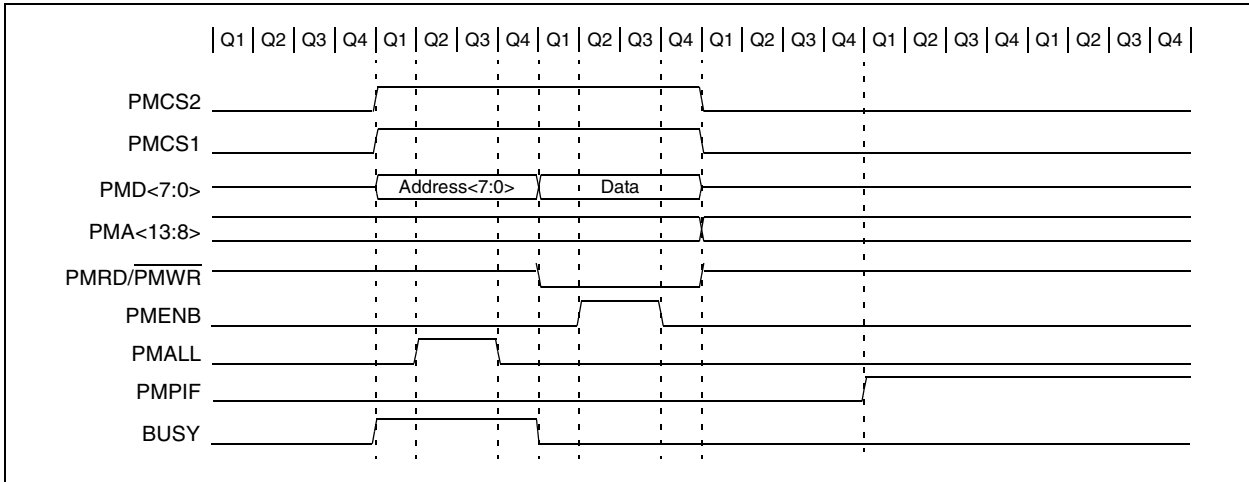 Q1 Q2 Q3 Q4 Q1 Q2 Q3 Q4 Q1 Q2 Q3 Q4 Q1 Q2 Q3 Q4 Q1 Q2 Q3 Q4 Q1 Q2 Q3 Q4
PMCS2
PMCS1
PMD<7:0> Address<7:0> Data
PMA<13:8>
PMRD/PMWR
PMENB
PMALL
PMPIF
BUSY